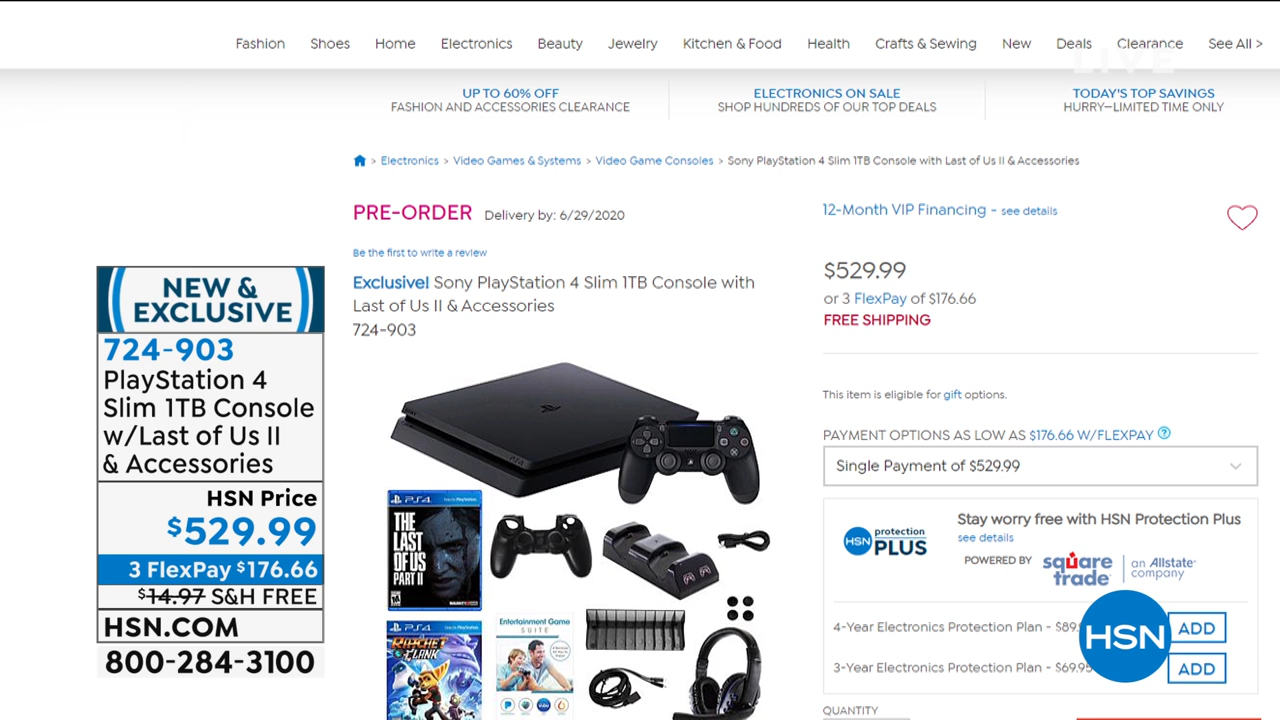 Fashion Shoes Home Electronics Beauty Jewelry Kitchen & Food Health Crafts & Sewing New Deals Clearance See All >
LIVE
UP TO 60% OFF
FASHION AND ACCESSORIES CLEARANCE
ELECTRONICS ON SALE
SHOP HUNDREDS OF OUR TOP DEALS
TODAY'S TOP SAVINGS
HURRY–LIMITED TIME ONLY
> Electronics > Video Games & Systems > Video Game Consoles > Sony PlayStation 4 Slim 1TB Console with Last of Us II & Accessories
PRE-ORDER Delivery by: 6/29/2020
Be the first to write a review
Exclusive! Sony PlayStation 4 Slim 1TB Console with
Last of Us II & Accessories
724-903
NEW &
EXCLUSIVE
724-903
PlayStation 4
Slim 1TB Console
w/Last of Us II
& Accessories
HSN Price
$529.99
3 FlexPay $176.66
$14.97 S&H FREE
HSN.COM
800-284-3100
PS4
THE
LAST
OF US
PART II
PS4
RATCHET
CLANK
Entertainment Game
SUITE
12-Month VIP Financing - see details
$529.99
or 3 FlexPay of $176.66
FREE SHIPPING
This item is eligible for gift options.
PAYMENT OPTIONS AS LOW AS $176.66 W/FLEXPAY ?
Single Payment of $529.99
HSN protection
PLUS
Stay worry free with HSN Protection Plus
see details
POWERED BY square
trade
an Allstate
company
4-Year Electronics Protection Plan - $89
ADD
3-Year Electronics Protection Plan - $69.95
ADD
HSN
QUANTITY